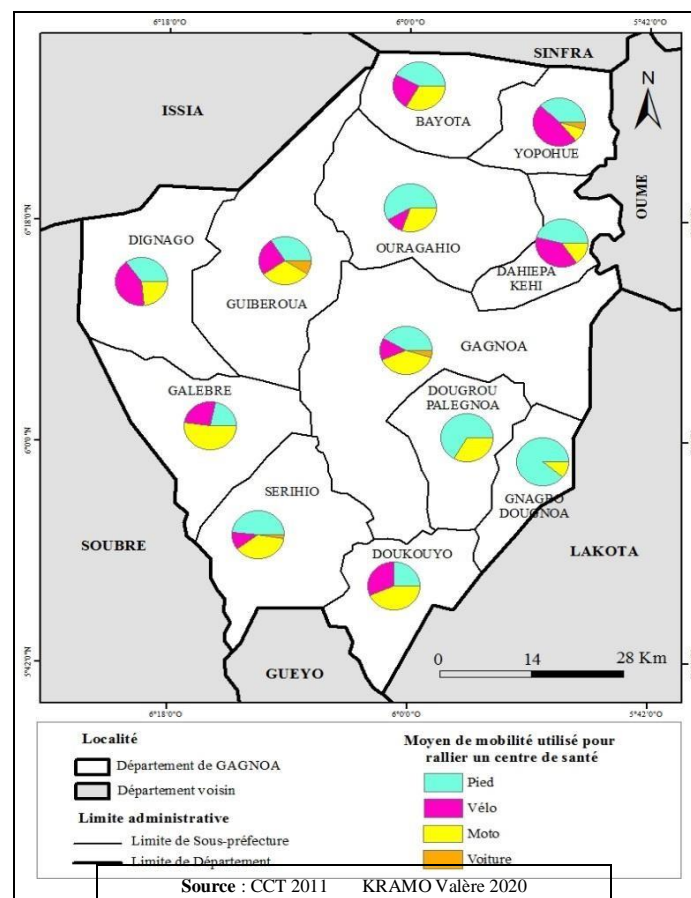 6°18'0"O 6°0'0"O 5°42'0"O
SINFRA
ISSIA
N
BAYOTA
YOPOHUE
OUME
6°18'0"N
DIGNAGO
OURAGAHIO
DAHIEPA
KEHI
GUIBEROUA
GAGNOA
GALEBRE
DOUGROU
PALEGNOA
6°0'0"N
SERIHIO
GNAGBO
DOUGNOA
SOUBRE
DOUKOUYO
LAKOTA
5°42'0"N
GUEYO
0 14 28 Km
6°18'0"O 6°0'0"O 5°42'0"O
Localité
Département de GAGNOA
Département voisin
Limite administrative
Limite de Sous-préfecture
Limite de Département
Moyen de mobilité utilisé pour
rallier un centre de santé
Pied
Vélo
Moto
Voiture
Source : CCT 2011 KRAMO Valère 2020